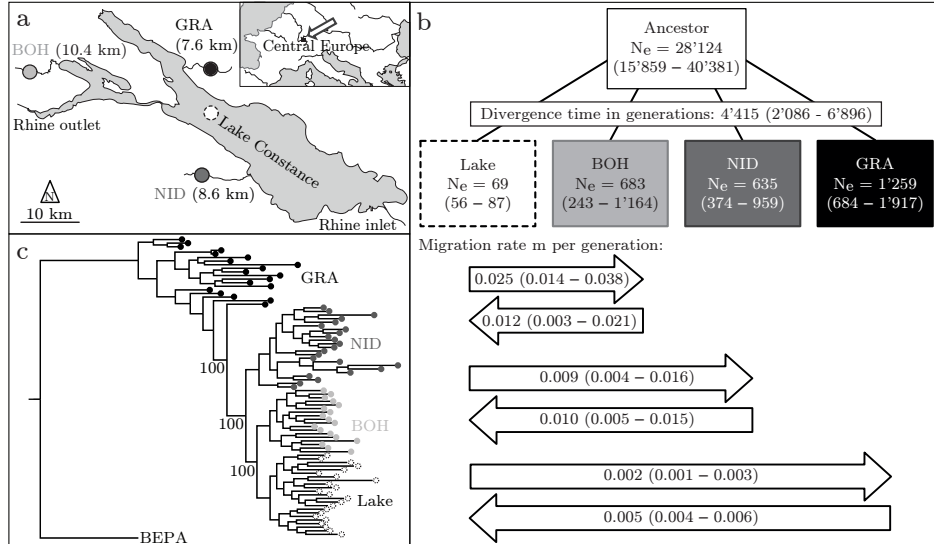 a
GRA
(7.6 km)
Central Europe
BOH (10.4 km)
Rhine outlet
Lake Constance
NID (8.6 km)
N
10 km
Rhine inlet
b
Ancestor
Nₑ = 28'124
(15'859 – 40'381)
Divergence time in generations: 4'415 (2'086 - 6'896)
Lake
Nₑ = 69
(56 – 87)
BOH
Nₑ = 683
(243 – 1'164)
NID
Nₑ = 635
(374 – 959)
GRA
Nₑ = 1'259
(684 – 1'917)
Migration rate m per generation:
0.025 (0.014 – 0.038)
0.012 (0.003 – 0.021)
0.009 (0.004 – 0.016)
0.010 (0.005 – 0.015)
0.002 (0.001 – 0.003)
0.005 (0.004 – 0.006)
c
GRA
NID
100
BOH
100
100
Lake
BEPA